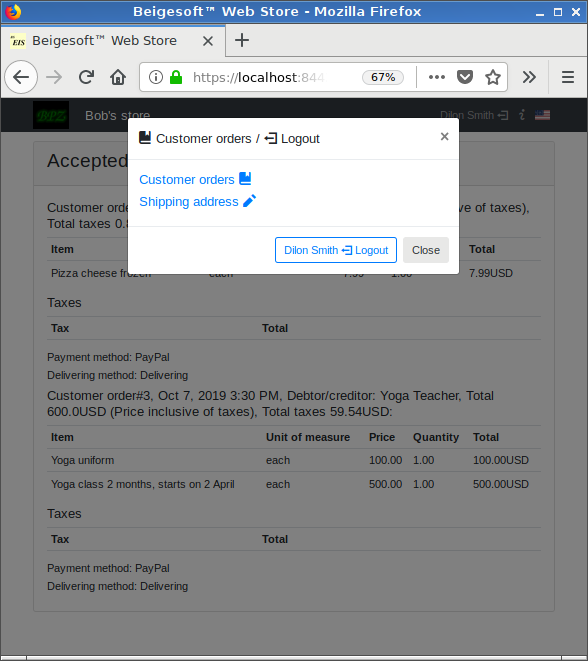 Beigesoft™ Web Store - Mozilla Firefox
EIS Beigesoft™ Web Store
https://localhost:844 67%
BPZ Bob's store Dilon Smith
Customer orders / Logout ×
Accepted
Customer orders
Shipping address
Customer orde ve of taxes),
Total taxes 0.
Dilon Smith Logout Close
Item Total
Pizza cheese frozen each 7.99 1.00 7.99USD
Taxes
Tax Total
Payment method: PayPal
Delivering method: Delivering
Customer order#3, Oct 7, 2019 3:30 PM, Debtor/creditor: Yoga Teacher, Total
600.0USD (Price inclusive of taxes), Total taxes 59.54USD:
Item Unit of measure Price Quantity Total
Yoga uniform each 100.00 1.00 100.00USD
Yoga class 2 months, starts on 2 April each 500.00 1.00 500.00USD
Taxes
Tax Total
Payment method: PayPal
Delivering method: Delivering